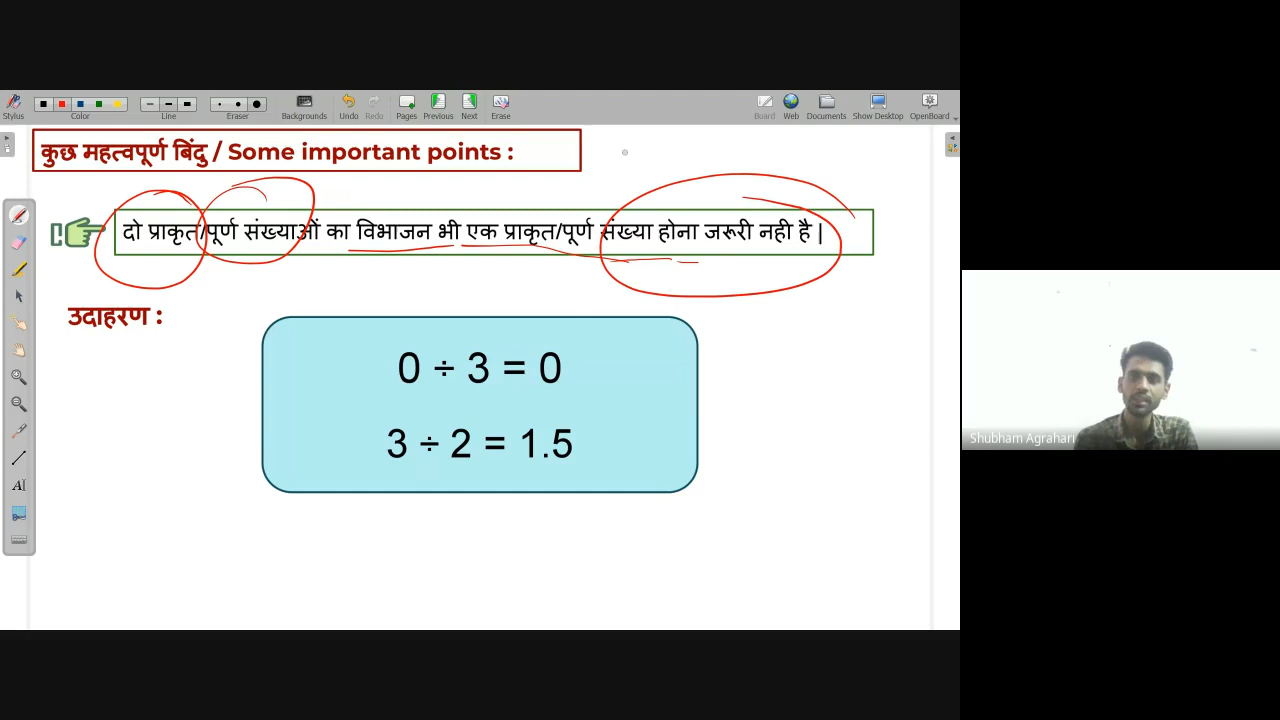 Stylus
Color
Line
Eraser
Backgrounds
Undo
Redo
Pages
Previous
Next
Erase
Board
Web
Documents
Show Desktop
OpenBoard
कुछ महत्वपूर्ण बिंदु / Some important points :
दो प्राकृत/पूर्ण संख्याओं का विभाजन भी एक प्राकृत/पूर्ण संख्या होना जरूरी नही है |
उदाहरण :
0 ÷ 3 = 0
3 ÷ 2 = 1.5
Shubham Agrahari